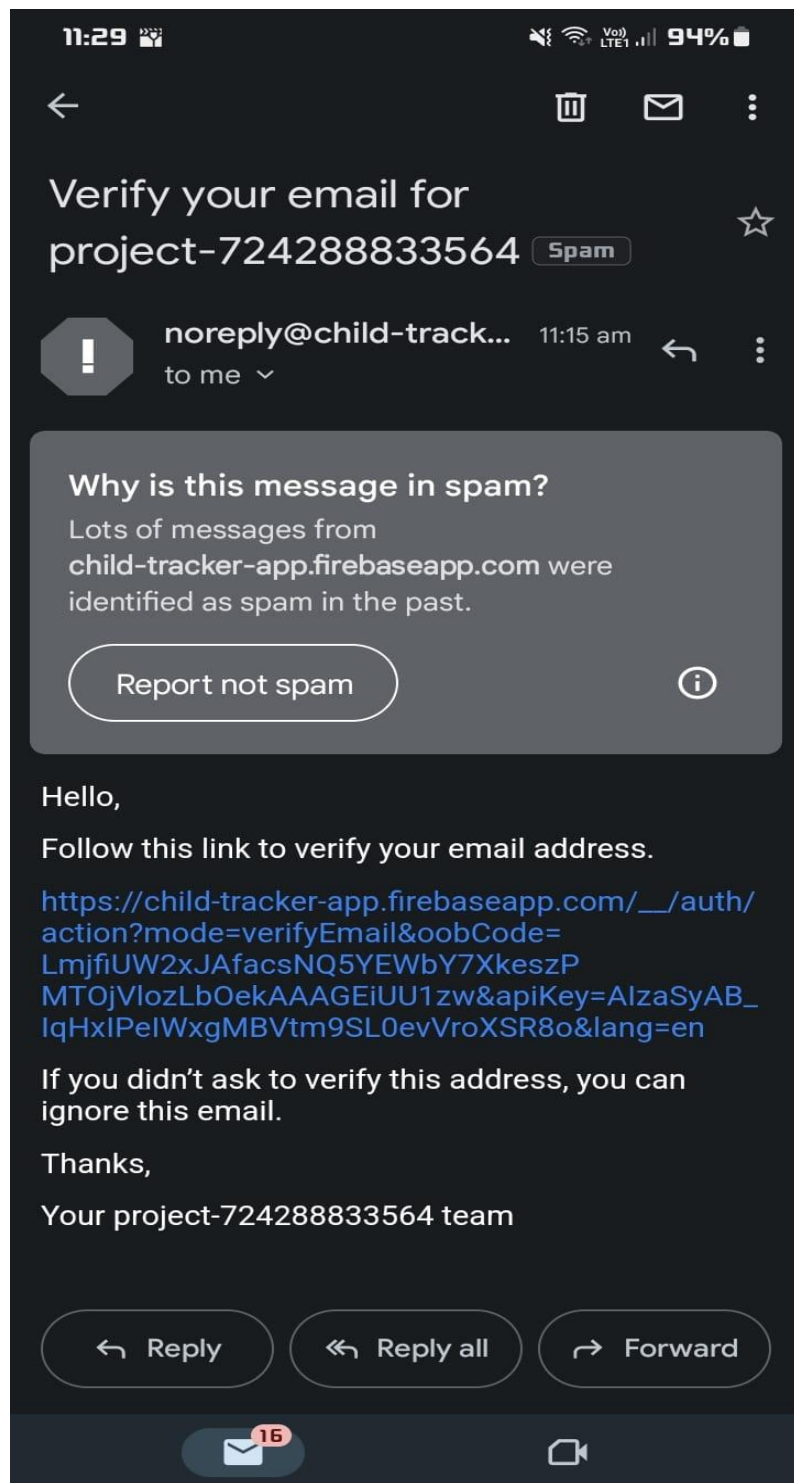 11:29
Vo)) LTE1 94%
Verify your email for
project-724288833564 Spam
!
noreply@child-track... 11:15 am
to me
Why is this message in spam?
Lots of messages from
child-tracker-app.firebaseapp.com were
identified as spam in the past.
Report not spam
Hello,
Follow this link to verify your email address.
https://child-tracker-app.firebaseapp.com/__/auth/
action?mode=verifyEmail&oobCode=
LmjfiUW2xJAfacsNQ5YEWbY7XkeszP
MTOjVlozLbOekAAAGEiUU1zw&apiKey=AIzaSyAB_
IqHxIPeIWxgMBVtm9SL0evVroXSR8o&lang=en
If you didn't ask to verify this address, you can
ignore this email.
Thanks,
Your project-724288833564 team
Reply Reply all Forward
16